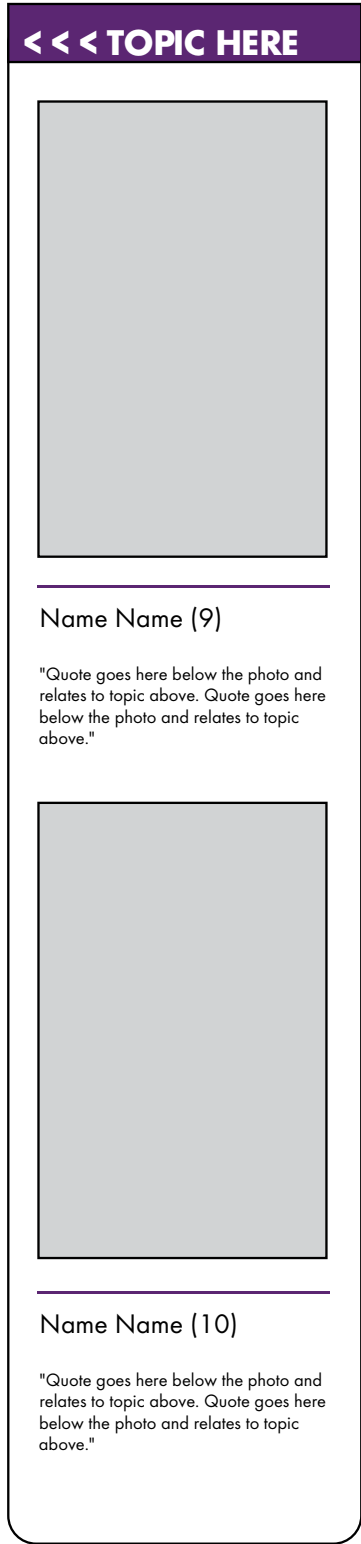 < < < TOPIC HERE
Name Name (9)
"Quote goes here below the photo and
relates to topic above. Quote goes here
below the photo and relates to topic
above."
Name Name (10)
"Quote goes here below the photo and
relates to topic above. Quote goes here
below the photo and relates to topic
above."